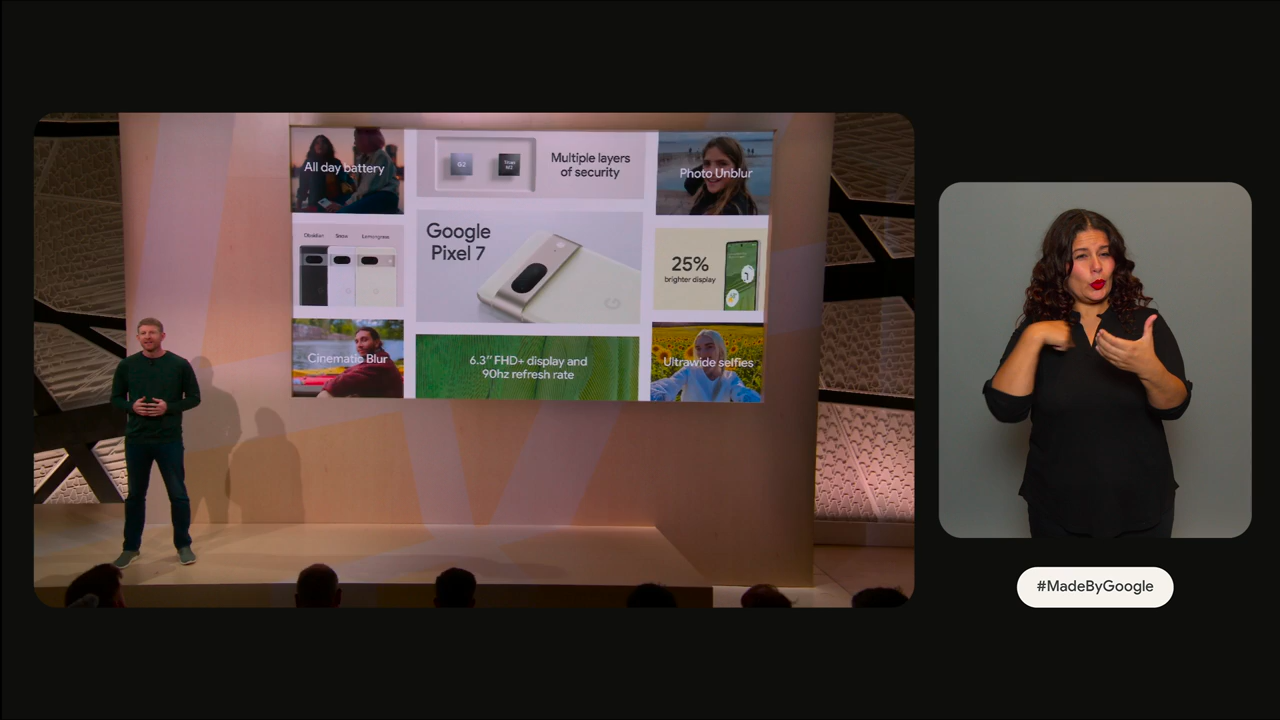 All day battery
G2
Multiple layers
of security
Photo Unblur
Obsidian Snow Lemongrass
Google
Pixel 7
25%
brighter display
Cinematic Blur
6.3" FHD+ display and
90hz refresh rate
Ultrawide selfies
#MadeByGoogle